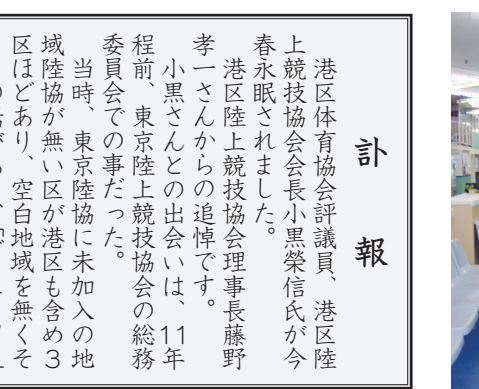 訃報
港区体育協会評議員、港区陸
上競技協会会長小黒榮信氏が今
春永眠されました。
港区陸上競技協会理事長藤野
孝一さんからの追悼です。
小黒さんとの出会いは、11年
程前、東京陸上競技協会の総務
委員会での事だった。
当時、東京陸協に未加入の地
域陸協が無い区が港区も含め３
区ほどあり、空白地域を無くそ